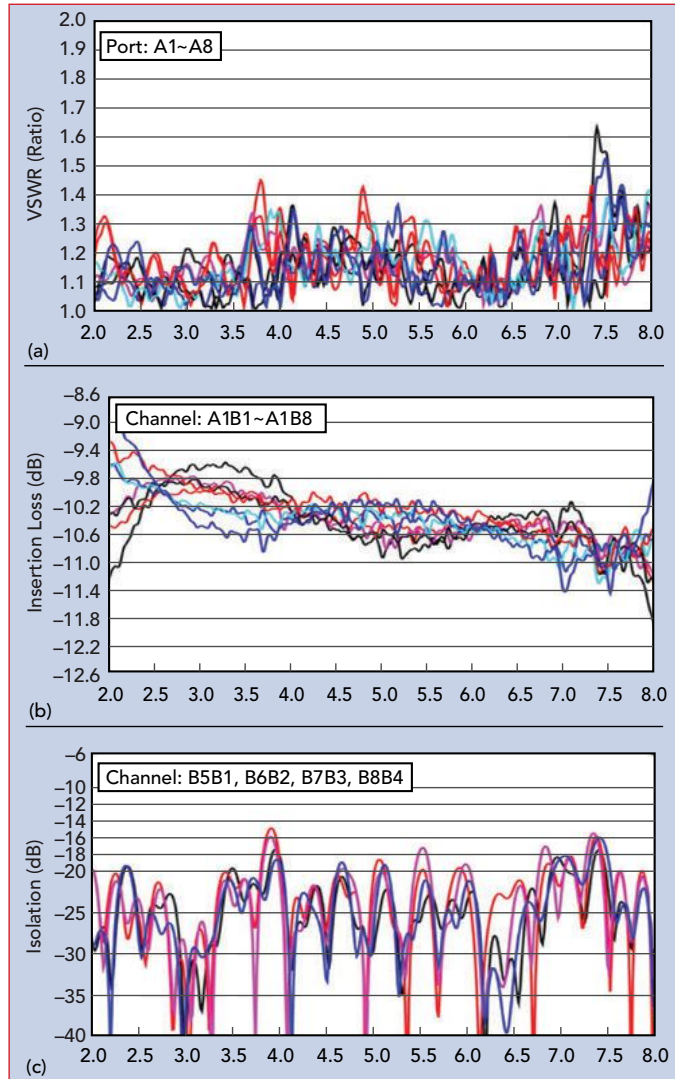 2.0
1.9
1.8
1.7
1.6
1.5
1.4
1.3
1.2
1.1
1.0
VSWR (Ratio)
Port: A1~A8
2.0 2.5 3.0 3.5 4.0 4.5 5.0 5.5 6.0 6.5 7.0 7.5 8.0
(a)
–8.6
–9.0
–9.4
–9.8
–10.2
–10.6
–11.0
–11.4
–11.8
–12.2
–12.6
Insertion Loss (dB)
Channel: A1B1~A1B8
2.0 2.5 3.0 3.5 4.0 4.5 5.0 5.5 6.0 6.5 7.0 7.5 8.0
(b)
–6
–10
–12
–14
–16
–18
–20
–25
–30
–35
–40
Isolation (dB)
Channel: B5B1, B6B2, B7B3, B8B4
2.0 2.5 3.0 3.5 4.0 4.5 5.0 5.5 6.0 6.5 7.0 7.5 8.0
(c)